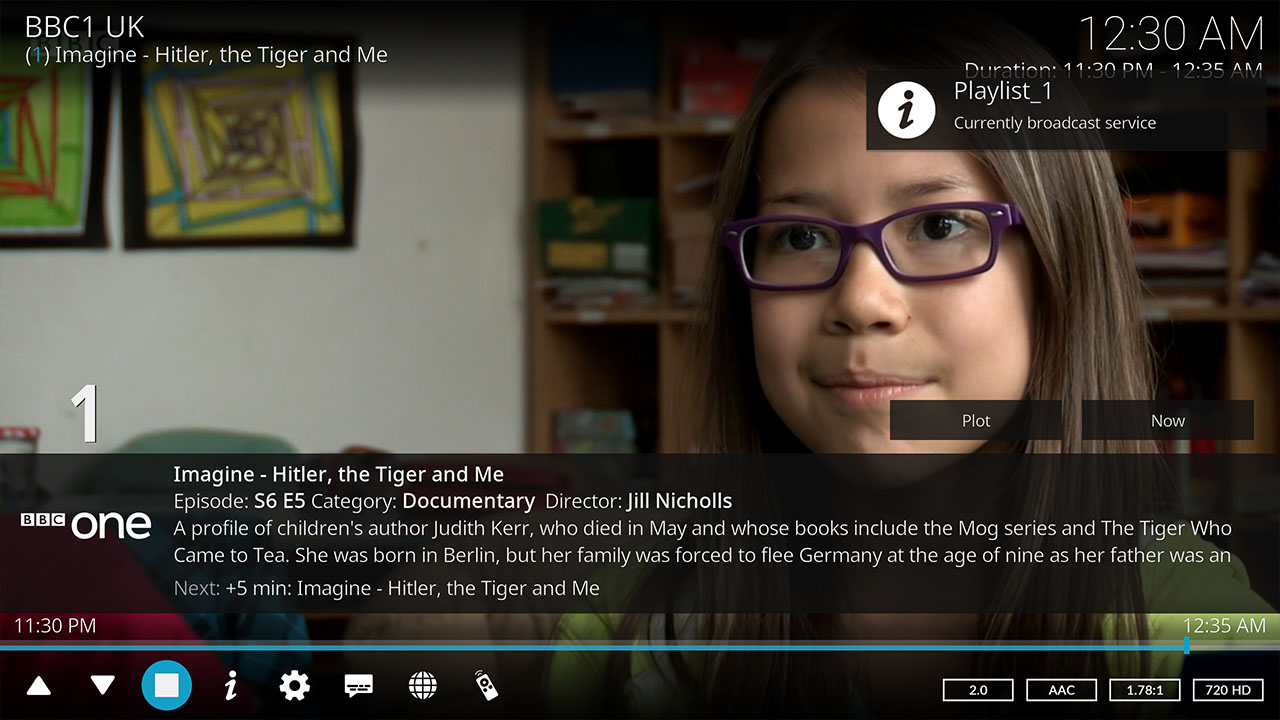 BBC1 UK
(1) Imagine - Hitler, the Tiger and Me
12:30 AM
Duration: 11:30 PM - 12:35 AM
Playlist_1
Currently broadcast service
1
Plot
Now
Imagine - Hitler, the Tiger and Me
Episode: S6 E5 Category: Documentary Director: Jill Nicholls
BBC one
A profile of children's author Judith Kerr, who died in May and whose books include the Mog series and The Tiger Who
Came to Tea. She was born in Berlin, but her family was forced to flee Germany at the age of nine as her father was an
Next: +5 min: Imagine - Hitler, the Tiger and Me
11:30 PM
12:35 AM
2.0
AAC
1.78:1
720 HD